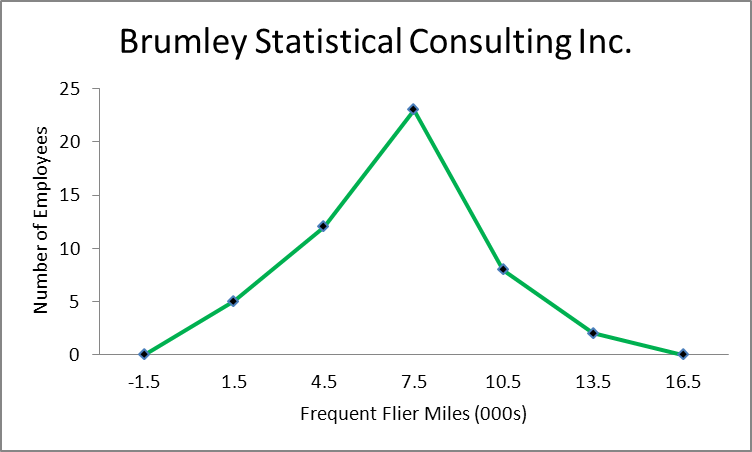 Brumley Statistical Consulting Inc.
25
20
15
10
5
0
Number of Employees
-1.5 1.5 4.5 7.5 10.5 13.5 16.5
Frequent Flier Miles (000s)